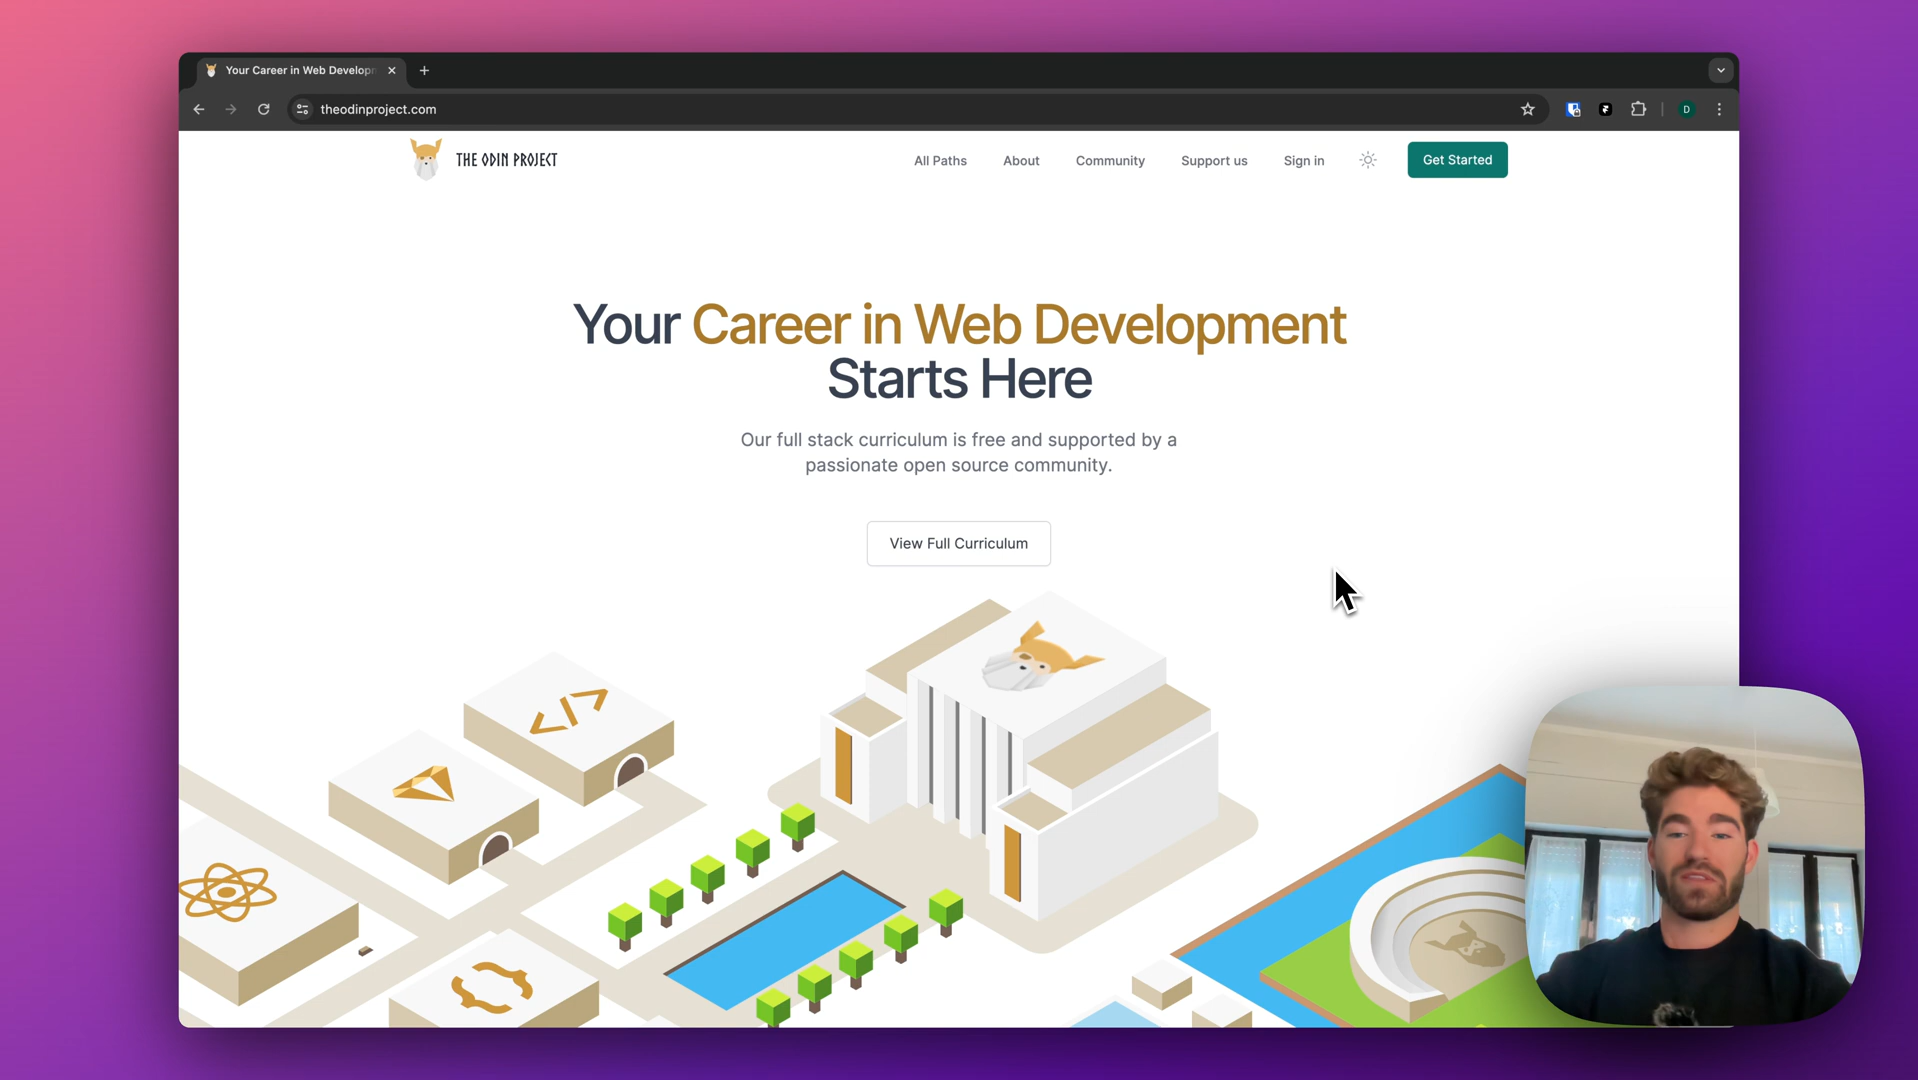 Your Career in Web Develop
theodinproject.com
D
THE ODIN PROJECT
All Paths
About
Community
Support us
Sign in
Get Started
Your Career in Web Development
Starts Here
Our full stack curriculum is free and supported by a
passionate open source community.
View Full Curriculum